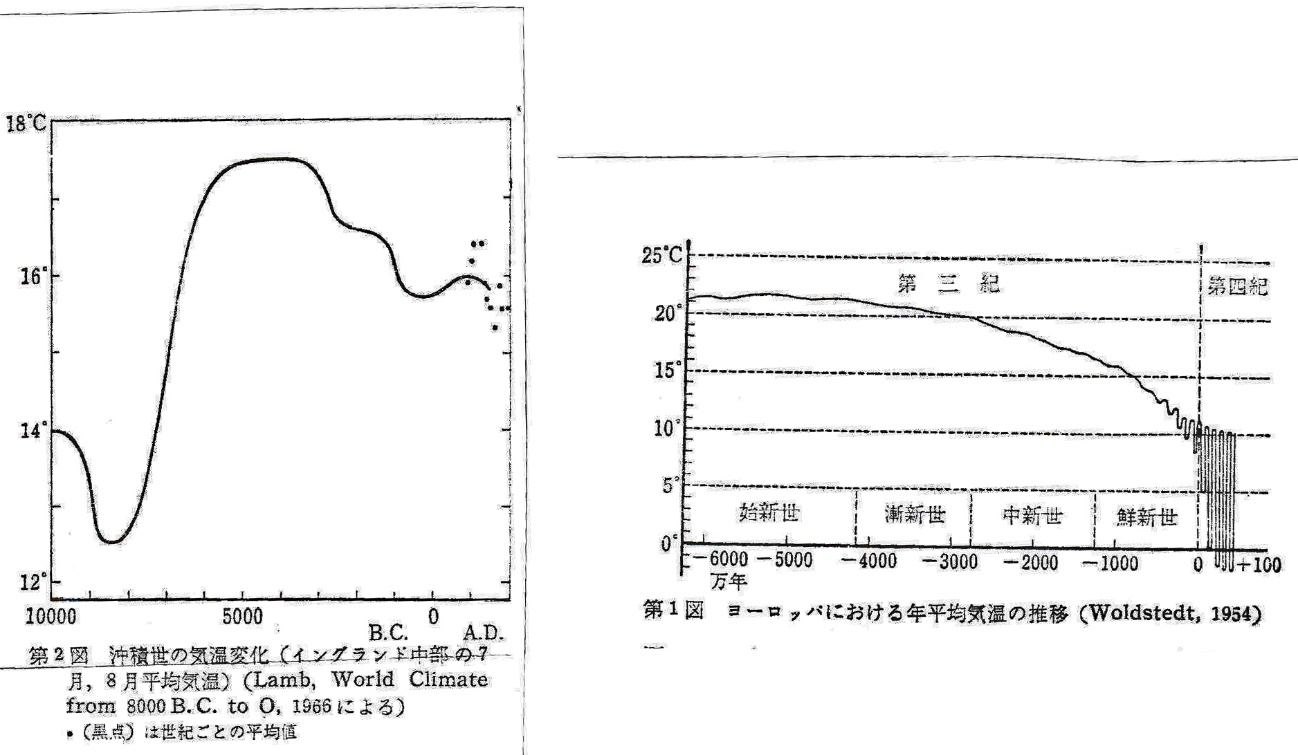 18°C
16°
14°
12°
10000 5000 0
B.C. A.D.
第2図 沖積世の気温変化(イングランド中部の7
月,8月平均気温)(Lamb, World Climate
from 8000 B.C. to O, 1966による)
•(黒点)は世紀ごとの平均値
25°C
第三紀 第四紀
20°
15°
10°
5°
始新世 漸新世 中新世 鮮新世
0°
-6000 -5000 -4000 -3000 -2000 -1000 0 +100
万年
第1図 ヨーロッパにおける年平均気温の推移(Woldstedt, 1954)